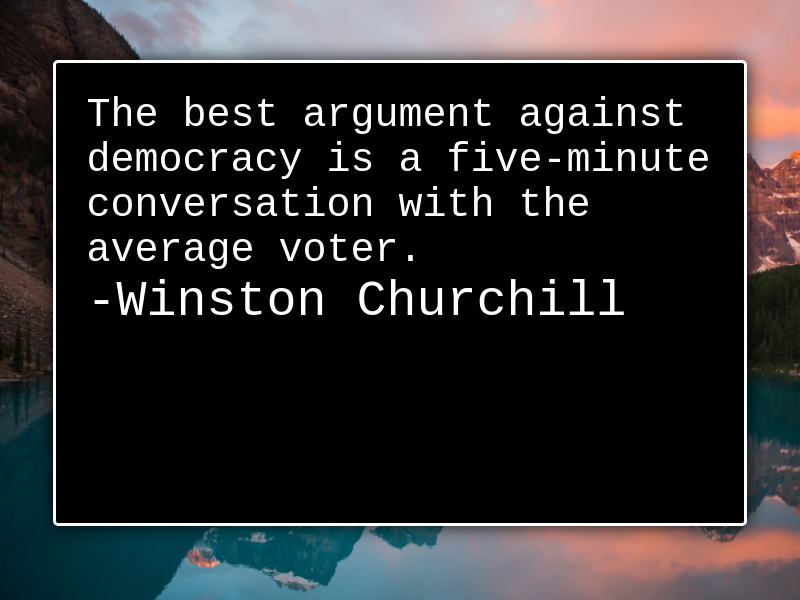 The best argument against
democracy is a five-minute
conversation with the
average voter.
-Winston Churchill